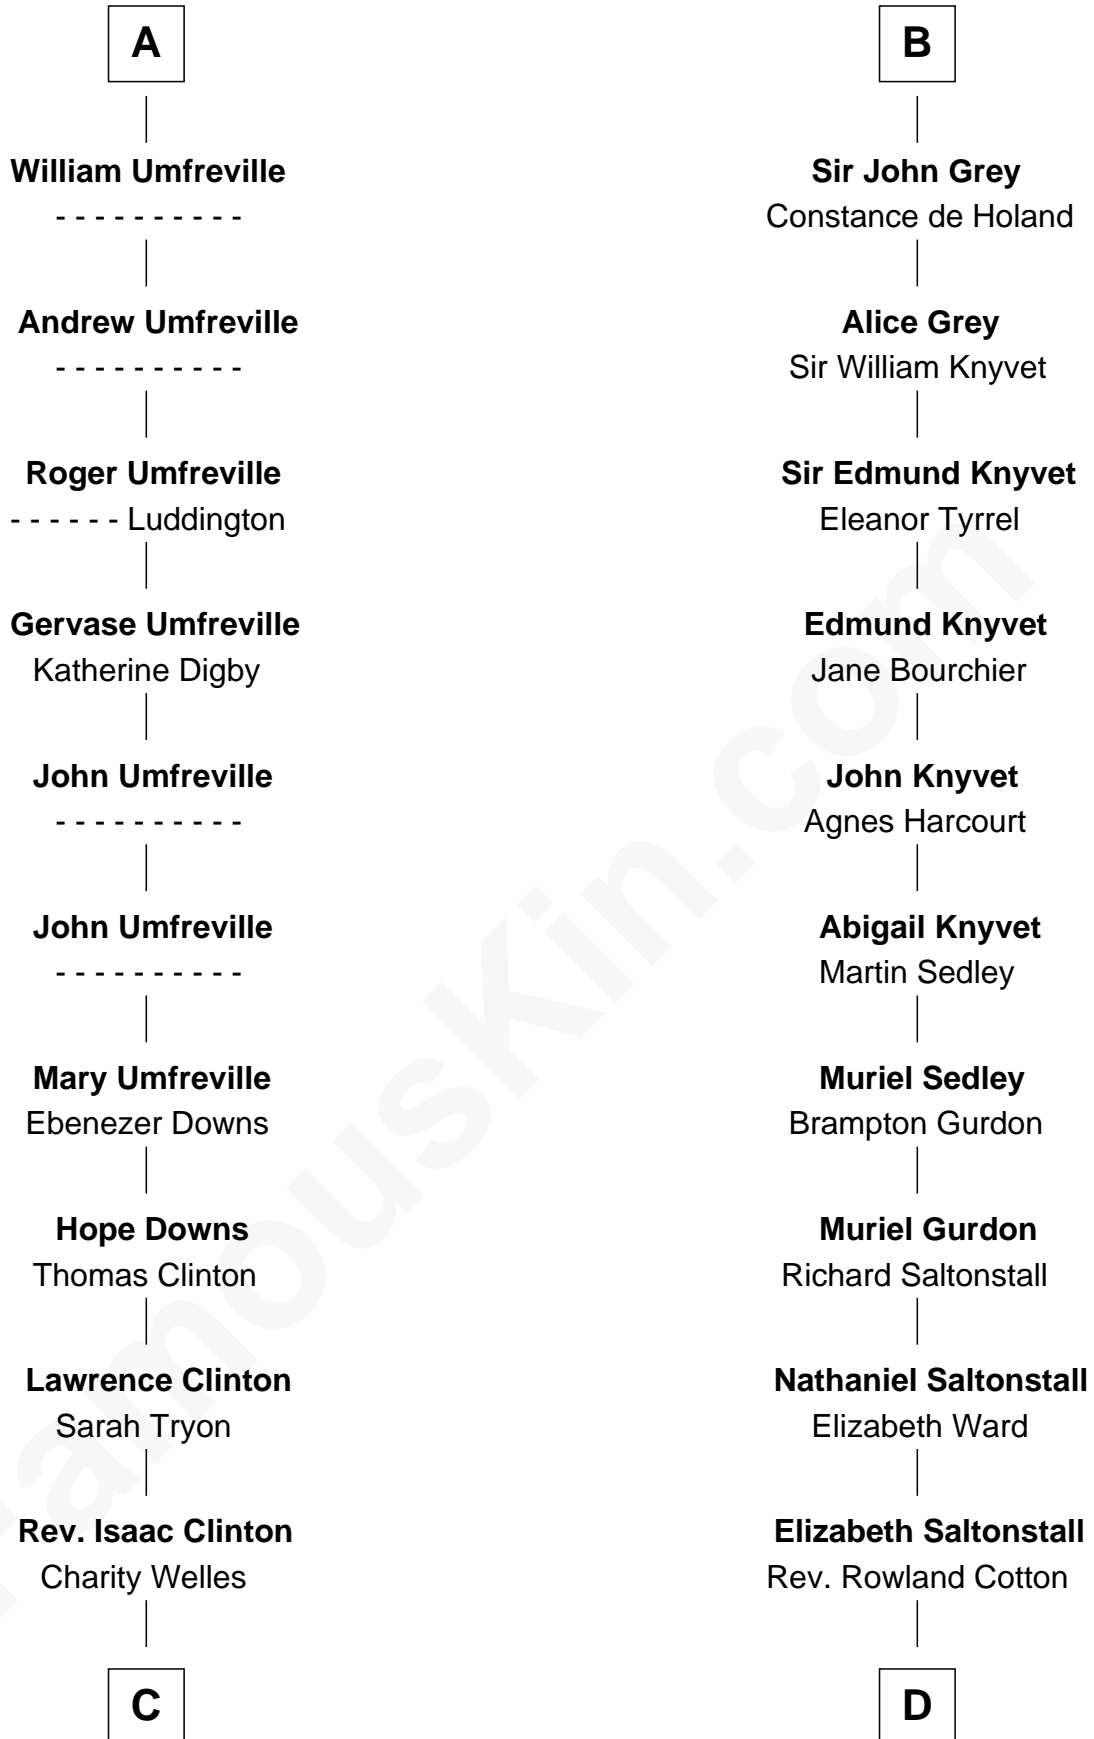 A
William Umfreville
- - - - - - - - - -
Andrew Umfreville
- - - - - - - - - -
Roger Umfreville
- - - - - - Luddington
Gervase Umfreville
Katherine Digby
John Umfreville
- - - - - - - - - -
John Umfreville
- - - - - - - - - -
Mary Umfreville
Ebenezer Downs
Hope Downs
Thomas Clinton
Lawrence Clinton
Sarah Tryon
Rev. Isaac Clinton
Charity Welles
C
B
Sir John Grey
Constance de Holand
Alice Grey
Sir William Knyvet
Sir Edmund Knyvet
Eleanor Tyrrel
Edmund Knyvet
Jane Bourchier
John Knyvet
Agnes Harcourt
Abigail Knyvet
Martin Sedley
Muriel Sedley
Brampton Gurdon
Muriel Gurdon
Richard Saltonstall
Nathaniel Saltonstall
Elizabeth Ward
Elizabeth Saltonstall
Rev. Rowland Cotton
D
FamousKin.com